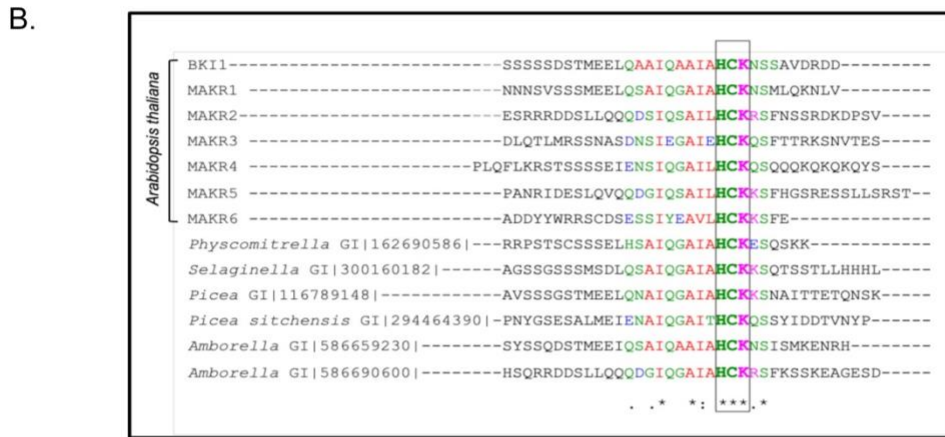 B.
Arabidopsis thaliana
BKI1------------------------SSSSSDSTMEELQAAIQAAIAHCKNSSAVDRDD---------
MAKR1-----------------------NNNSVSSSMEELQSAIQGAIAHCKNSMLQKNLV---------
MAKR2-----------------------ESRRRDDSLLQQQDSIQSAILHCKRSFNSSRDKDPSV------
MAKR3-----------------------DLQTLMRSSNASDNSIEGAIEHCKQSFTTRKSNVTES------
MAKR4--------------------PLQFLKRSTSSSSEIENSIQGAILHCKQSQQQKQKQKQYS------
MAKR5-----------------------PANRIDESLQVQQDGIQSAILHCKKSFHGSRESSLLSRST---
MAKR6-----------------------ADDYYWRRSCDSESSIYEAVLHCKKSFE---------------
Physcomitrella GI|162690586|---RRPSTSCSSSELHSAIQGAIAHCKESQSKK------------
Selaginella GI|300160182|------AGSSGSSSMSDLQSAIQGAIAHCKKSQTSSTLLHHHL------
Picea GI|116789148|------------AVSSSGSTMEELQNAIQGAIAHCKKSNAITTETQNSK------
Picea sitchensis GI|294464390|-PNYGSESALMEIENAIQGAITHCKQSSYIDDTVNYP-------
Amborella GI|586659230|--------SYSSQDSTMEEIQSAIQAAIAHCKNSISMKENRH---------
Amborella GI|586690600|--------HSQRRDDSLLQQQDGIQGAIAHCKRSFKSSKEAGESD------
. .* *: ***.*